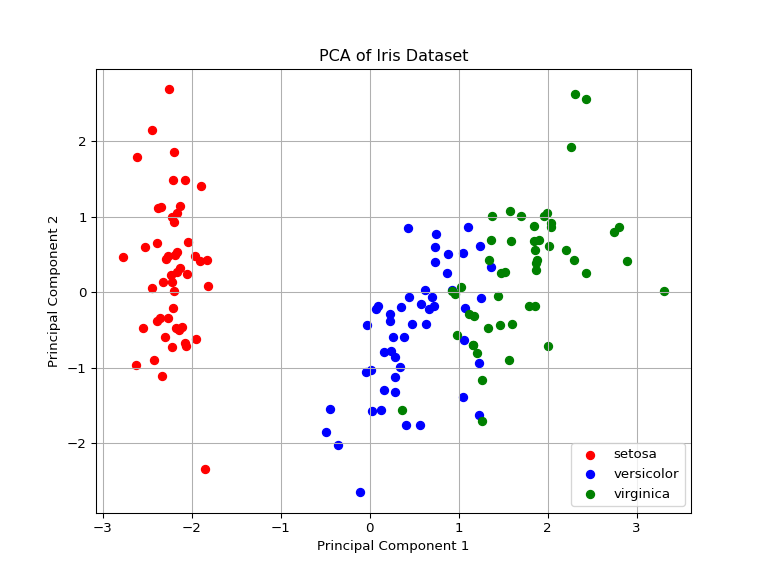 PCA of Iris Dataset
Principal Component 2
2
1
0
−1
−2
−3
−2
−1
0
1
2
3
Principal Component 1
setosa
versicolor
virginica